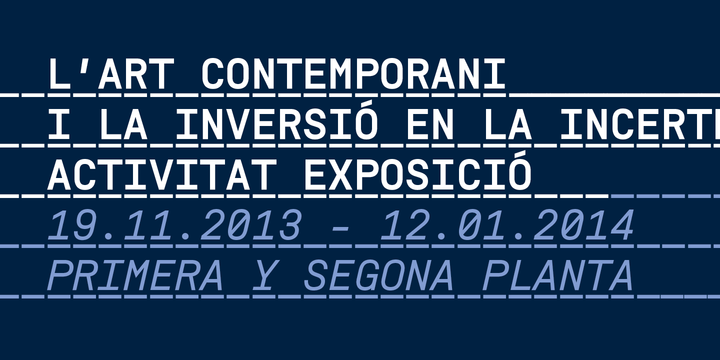 L'ART CONTEMPORANI
I LA INVERSIÓ EN LA
ACTIVITAT EXPOSICIÓ
19.11.2013 - 12.01.2014
PRIMERA Y SEGONA PLANTA